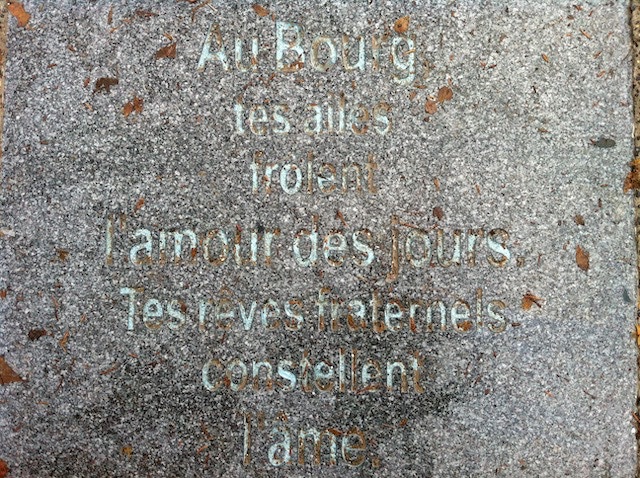 Au Bourg,
tes ailes
frôlent
l'amour des jours.
Tes rêves fraternels
constellent
l'âme.